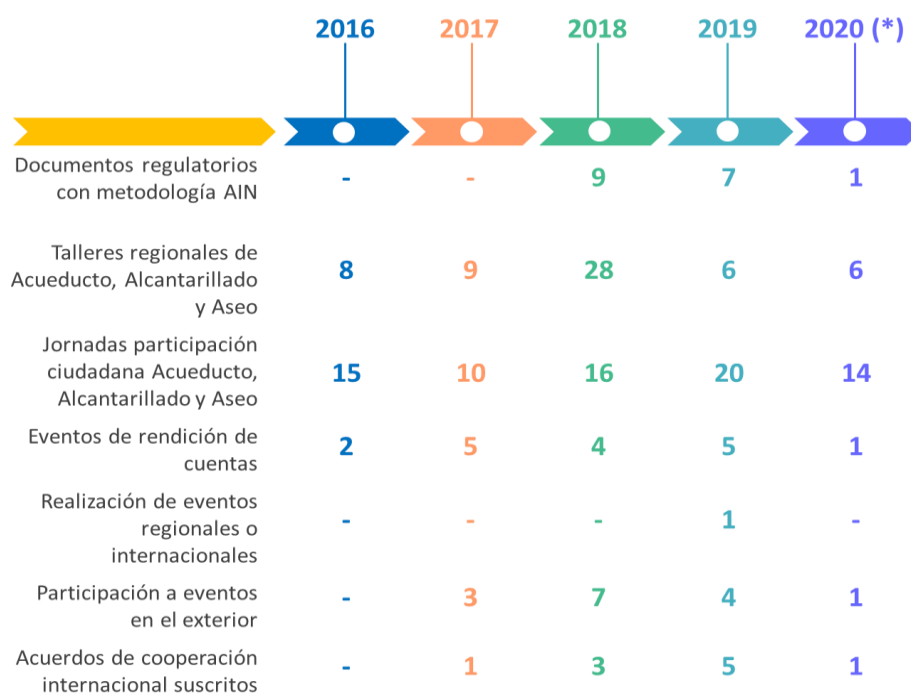 2016 2017 2018 2019 2020 (*)
Documentos regulatorios
con metodología AIN
- - 9 7 1
Talleres regionales de
Acueducto, Alcantarillado
y Aseo
8 9 28 6 6
Jornadas participación
ciudadana Acueducto,
Alcantarillado y Aseo
15 10 16 20 14
Eventos de rendición de
cuentas
2 5 4 5 1
Realización de eventos
regionales o
internacionales
- - - 1 -
Participación a eventos
en el exterior
- 3 7 4 1
Acuerdos de cooperación
internacional suscritos
- 1 3 5 1